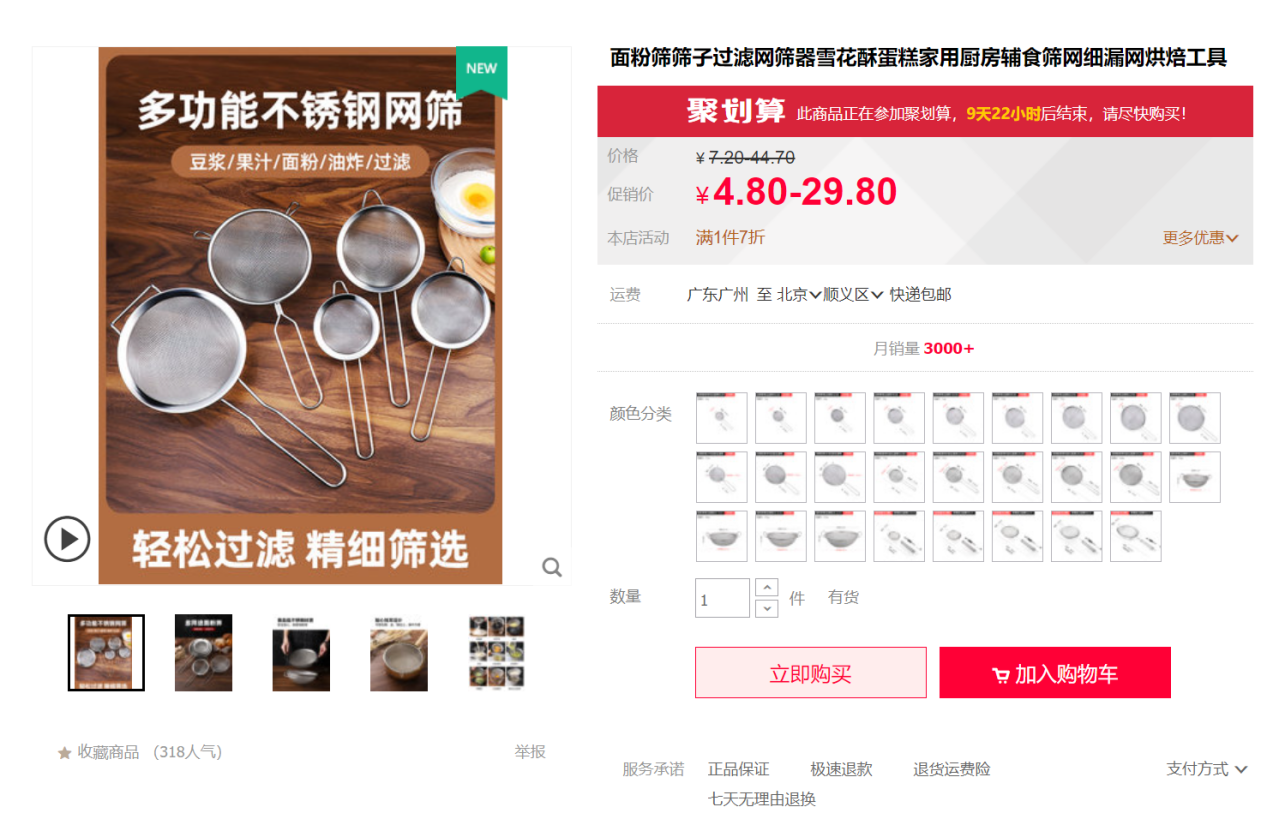 NEW
多功能不锈钢网筛
豆浆/果汁/面粉/油炸/过滤
轻松过滤 精细筛选
多功能不锈钢网筛
收藏商品 (318人气)
举报
面粉筛筛子过滤网筛器雪花酥蛋糕家用厨房辅食筛网细漏网烘焙工具
聚划算 此商品正在参加聚划算，9天22小时后结束，请尽快购买！
价格 ¥7.20-44.70
促销价 ¥4.80-29.80
本店活动 满1件7折 更多优惠
运费 广东广州 至 北京 顺义区 快递包邮
月销量 3000+
颜色分类
数量 1 件 有货
立即购买 加入购物车
服务承诺 正品保证 极速退款 退货运费险 支付方式
七天无理由退换